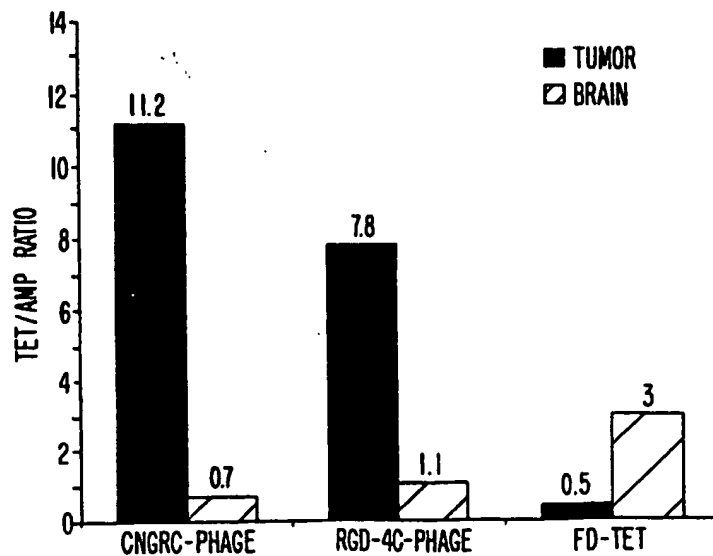 14
12
10
8
6
4
2
0
TET/AMP RATIO
TUMOR
BRAIN
11.2
0.7
7.8
1.1
0.5
3
CNGRC-PHAGE
RGD-4C-PHAGE
FD-TET